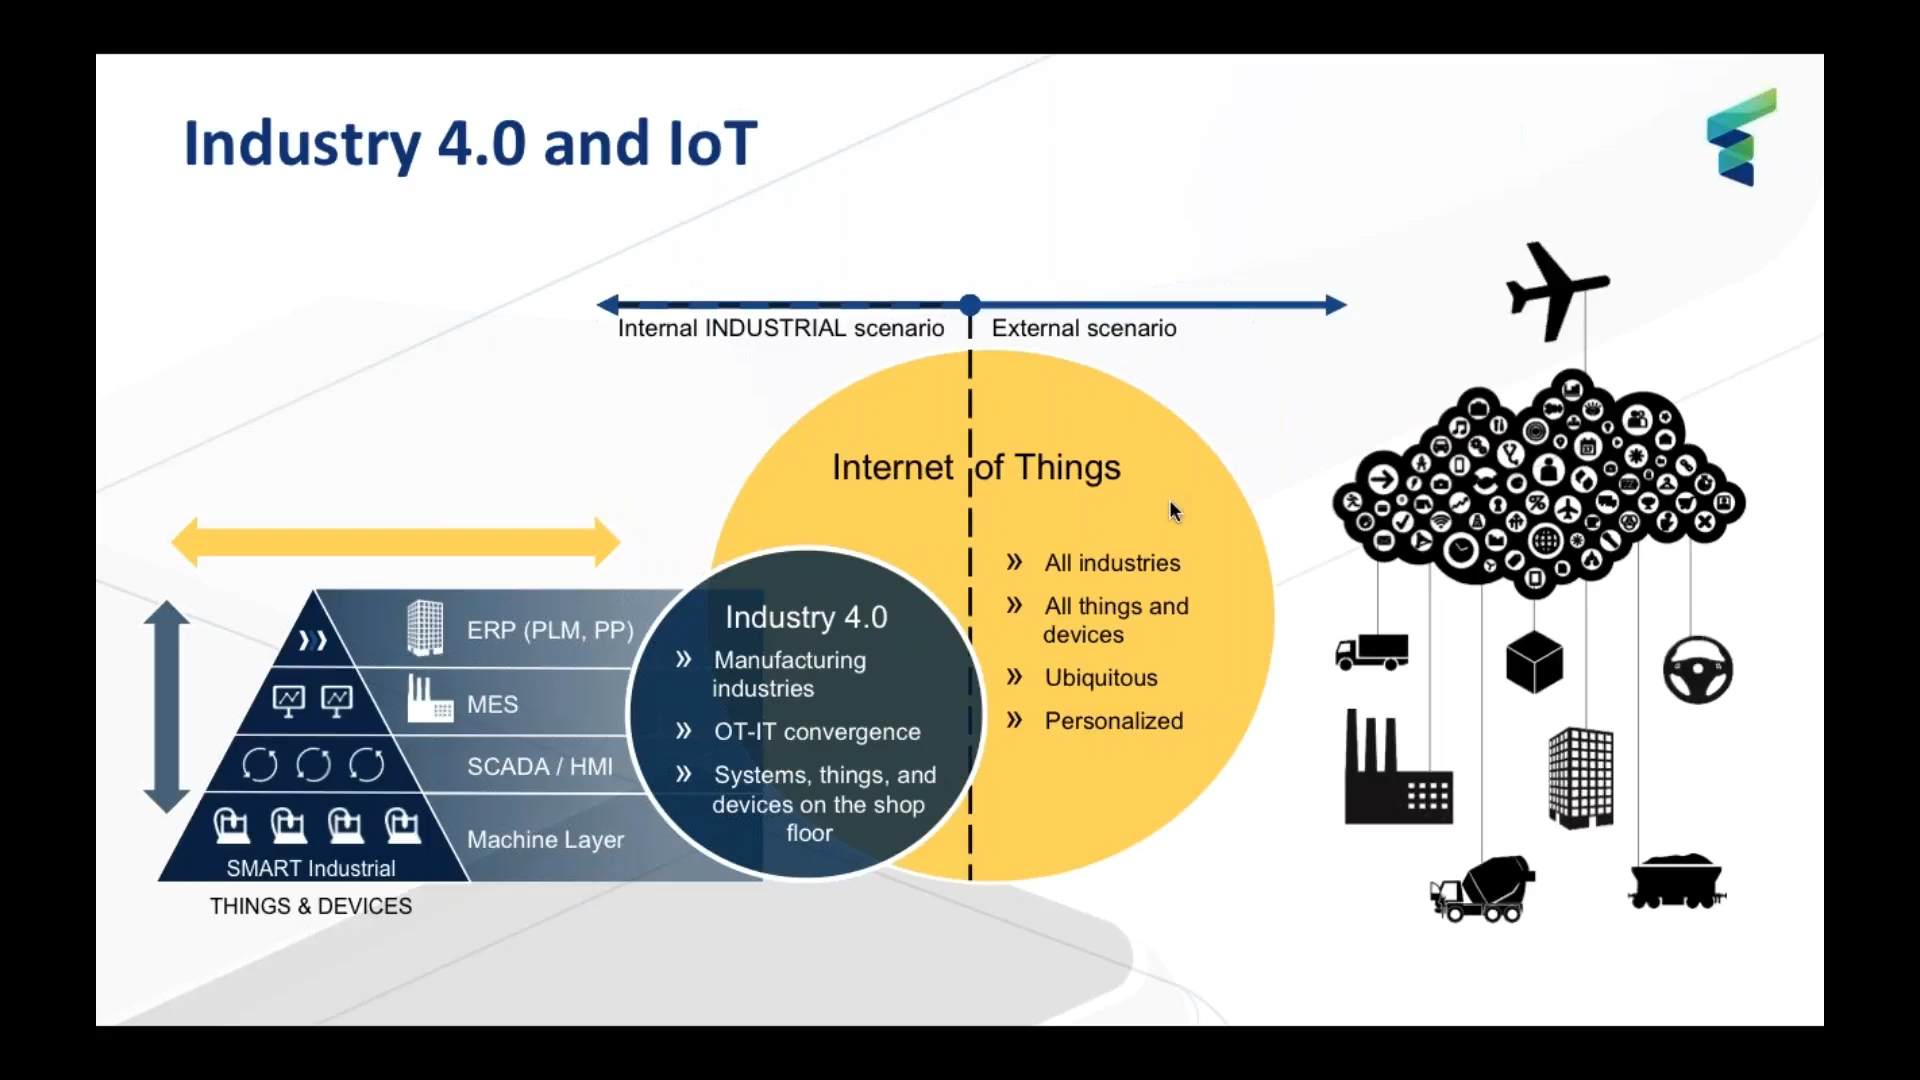 Industry 4.0 and IoT
Internal INDUSTRIAL scenario
External scenario
Internet of Things
» All industries
» All things and
devices
» Ubiquitous
» Personalized
Industry 4.0
» Manufacturing
industries
» OT-IT convergence
» Systems, things, and
devices on the shop
floor
ERP (PLM, PP)
MES
SCADA / HMI
Machine Layer
SMART Industrial
THINGS & DEVICES